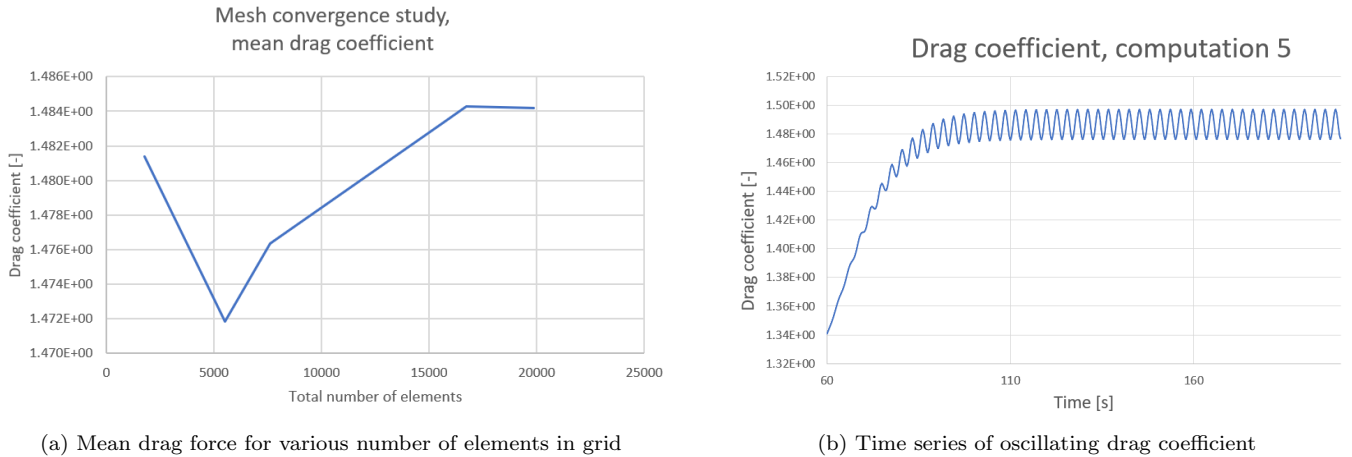 Mesh convergence study,
mean drag coefficient
1.486E+00
1.484E+00
1.482E+00
1.480E+00
1.478E+00
1.476E+00
1.474E+00
1.472E+00
1.470E+00
Drag coefficient [-]
0
5000
10000
15000
20000
25000
Total number of elements
(a) Mean drag force for various number of elements in grid
Drag coefficient, computation 5
1.52E+00
1.50E+00
1.48E+00
1.46E+00
1.44E+00
1.42E+00
1.40E+00
1.38E+00
1.36E+00
1.34E+00
1.32E+00
Drag coefficient [-]
60
110
160
Time [s]
(b) Time series of oscillating drag coefficient